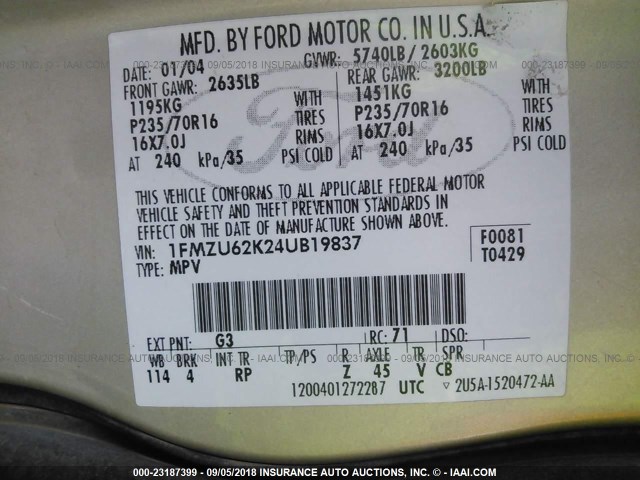 MFD. BY FORD MOTOR CO. IN U.S.A.
DATE: 01/04 GVWR: 5740LB / 2603KG
FRONT GAWR: 2635LB REAR GAWR: 3200LB
1195KG WITH 1451KG WITH
P235/70R16 TIRES P235/70R16 TIRES
16X7.0J RIMS 16X7.0J RIMS
AT 240 kPa/35 PSI COLD AT 240 kPa/35 PSI COLD
Ford
THIS VEHICLE CONFORMS TO ALL APPLICABLE FEDERAL MOTOR
VEHICLE SAFETY AND THEFT PREVENTION STANDARDS IN
EFFECT ON THE DATE OF MANUFACTURE SHOWN ABOVE.
VIN: 1FMZU62K24UB19837 F0081
TYPE: MPV T0429
EXT PNT: G3 RC: 71 DSO:
WB BRK INT TR TP/PS R AXLE TR SPR
114 4 RP Z 45 V CB
1200401272287 UTC ▽ 2U5A-1520472-AA
000-23187399 - 09/05/2018 - INSURANCE AUTO AUCTIONS, S.C. - © - IAAI.COM